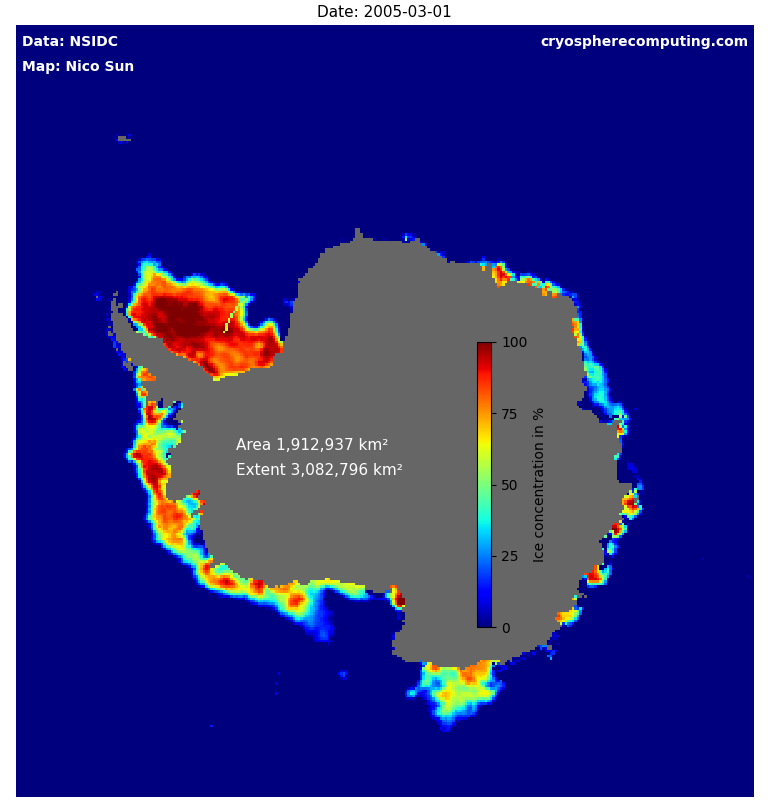 Date: 2005-03-01
Data: NSIDC
cryospherecomputing.com
Map: Nico Sun
100
75
50
25
0
Ice concentration in %
Area 1,912,937 km²
Extent 3,082,796 km²